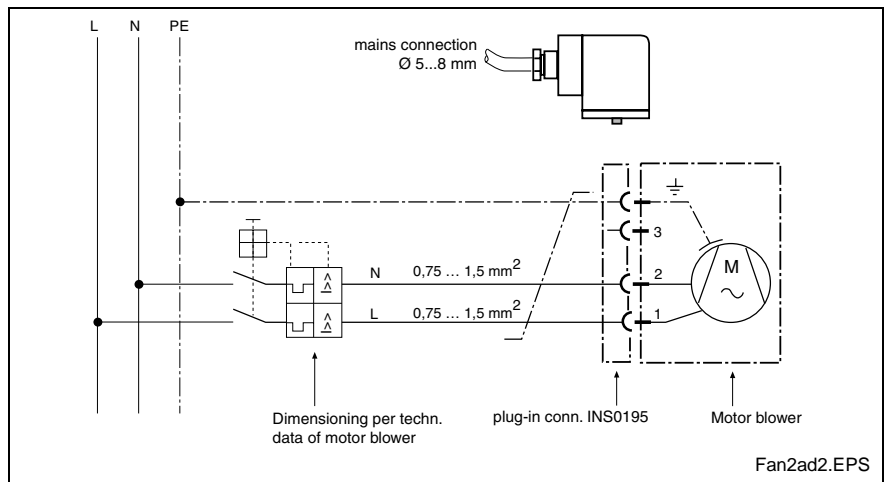 L N PE
mains connection
Ø 5...8 mm
3
N 0,75 … 1,5 mm²
2
M
L 0,75 … 1,5 mm²
1
Dimensioning per techn.
data of motor blower
plug-in conn. INS0195
Motor blower
Fan2ad2.EPS